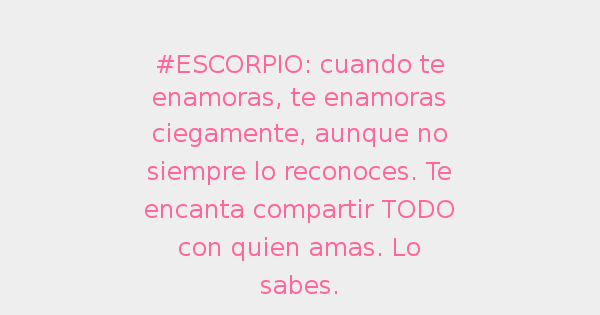 #ESCORPIO: cuando te
enamoras, te enamoras
ciegamente, aunque no
siempre lo reconoces. Te
encanta compartir TODO
con quien amas. Lo
sabes.